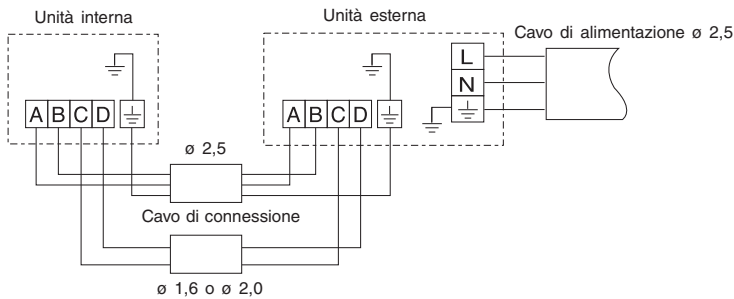 Unità interna
Unità esterna
Cavo di alimentazione ø 2,5
L
N
A B C D
A B C D
ø 2,5
Cavo di connessione
ø 1,6 o ø 2,0